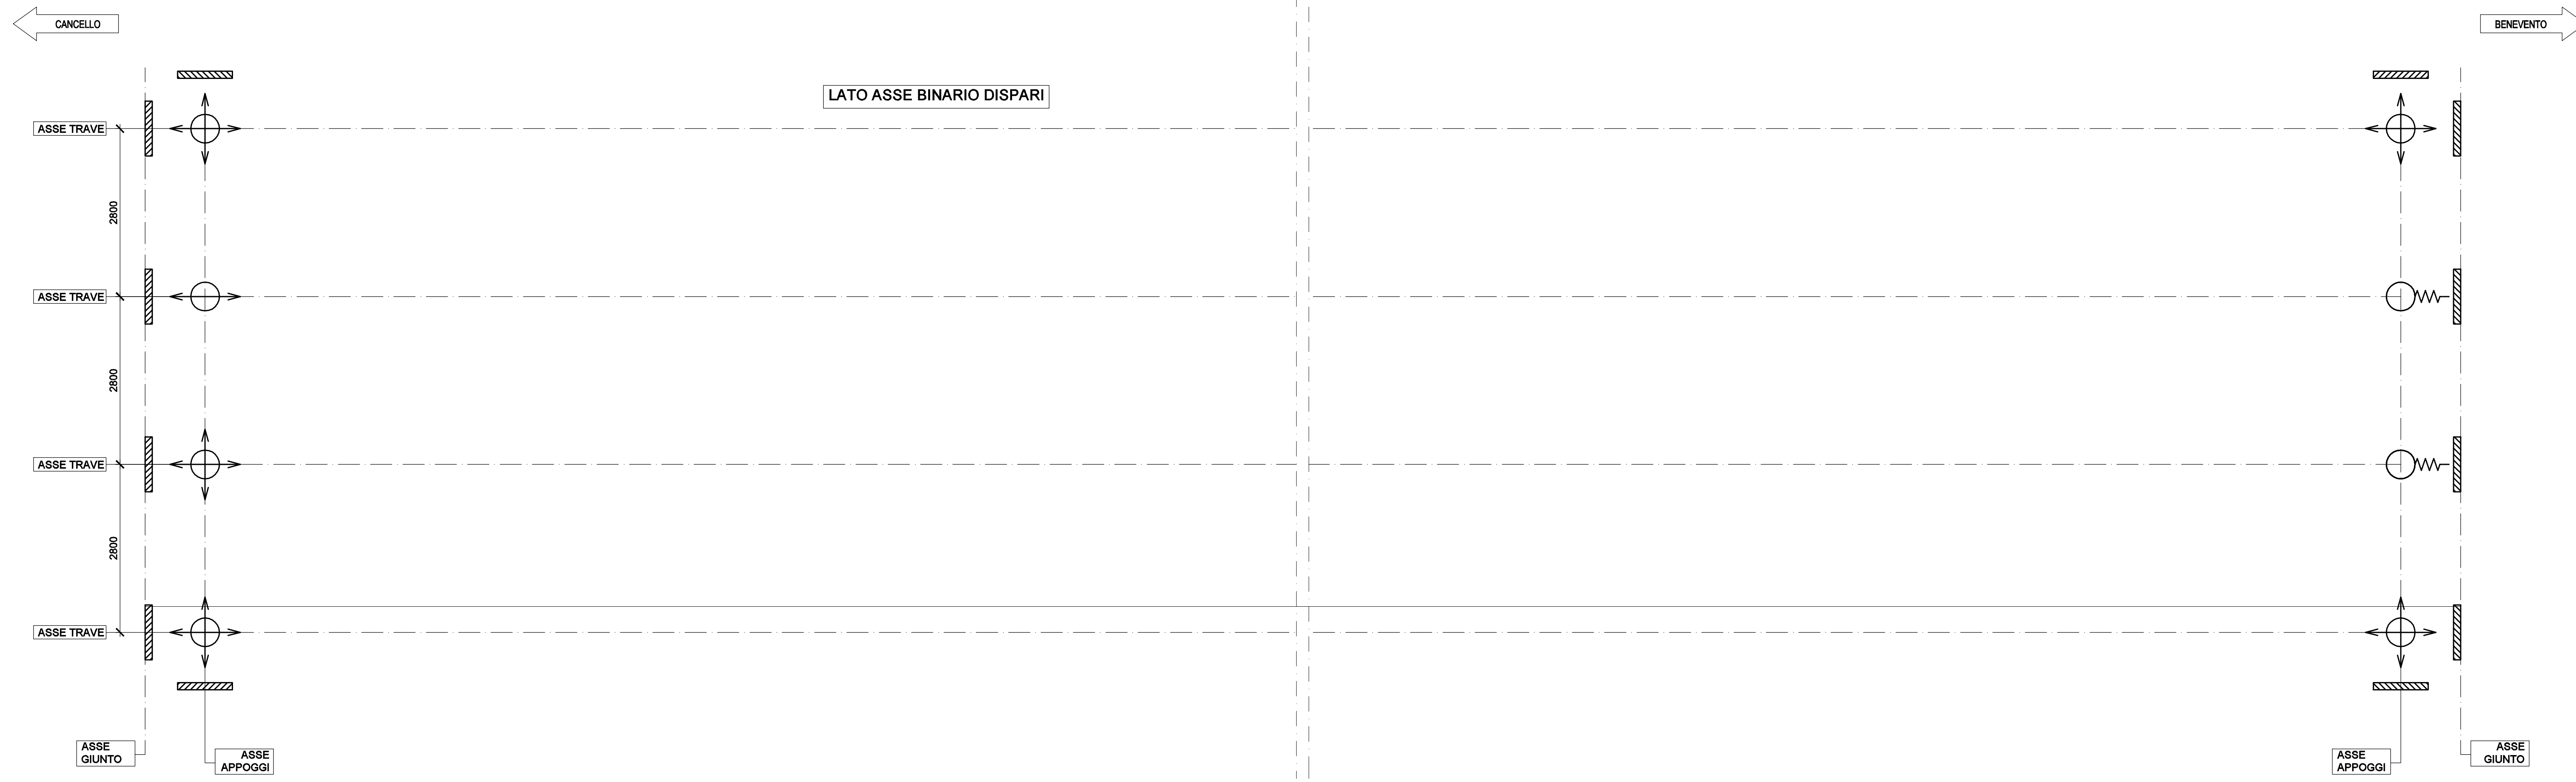 CANCELLO
BENEVENTO
LATO ASSE BINARIO DISPARI
ASSE TRAVE
2800
ASSE TRAVE
2800
ASSE TRAVE
2800
ASSE TRAVE
ASSE
GIUNTO
ASSE
APPOGGI
ASSE
APPOGGI
ASSE
GIUNTO